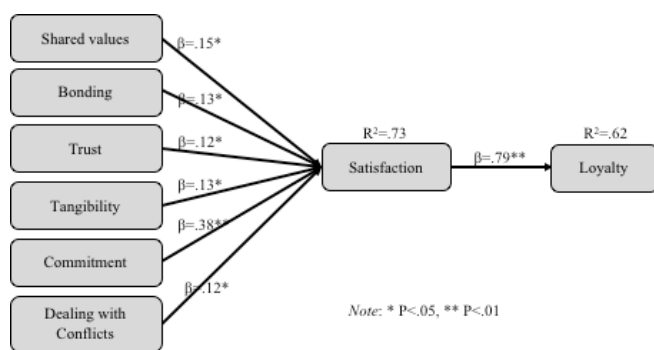 Shared values
β=.15*
Bonding
β=.13*
Trust
β=.12*
Tangibility
β=.13*
Commitment
β=.38**
Dealing with
Conflicts
β=.12*
R²=.73
Satisfaction
β=.79**
R²=.62
Loyalty
Note: * P<.05, ** P<.01